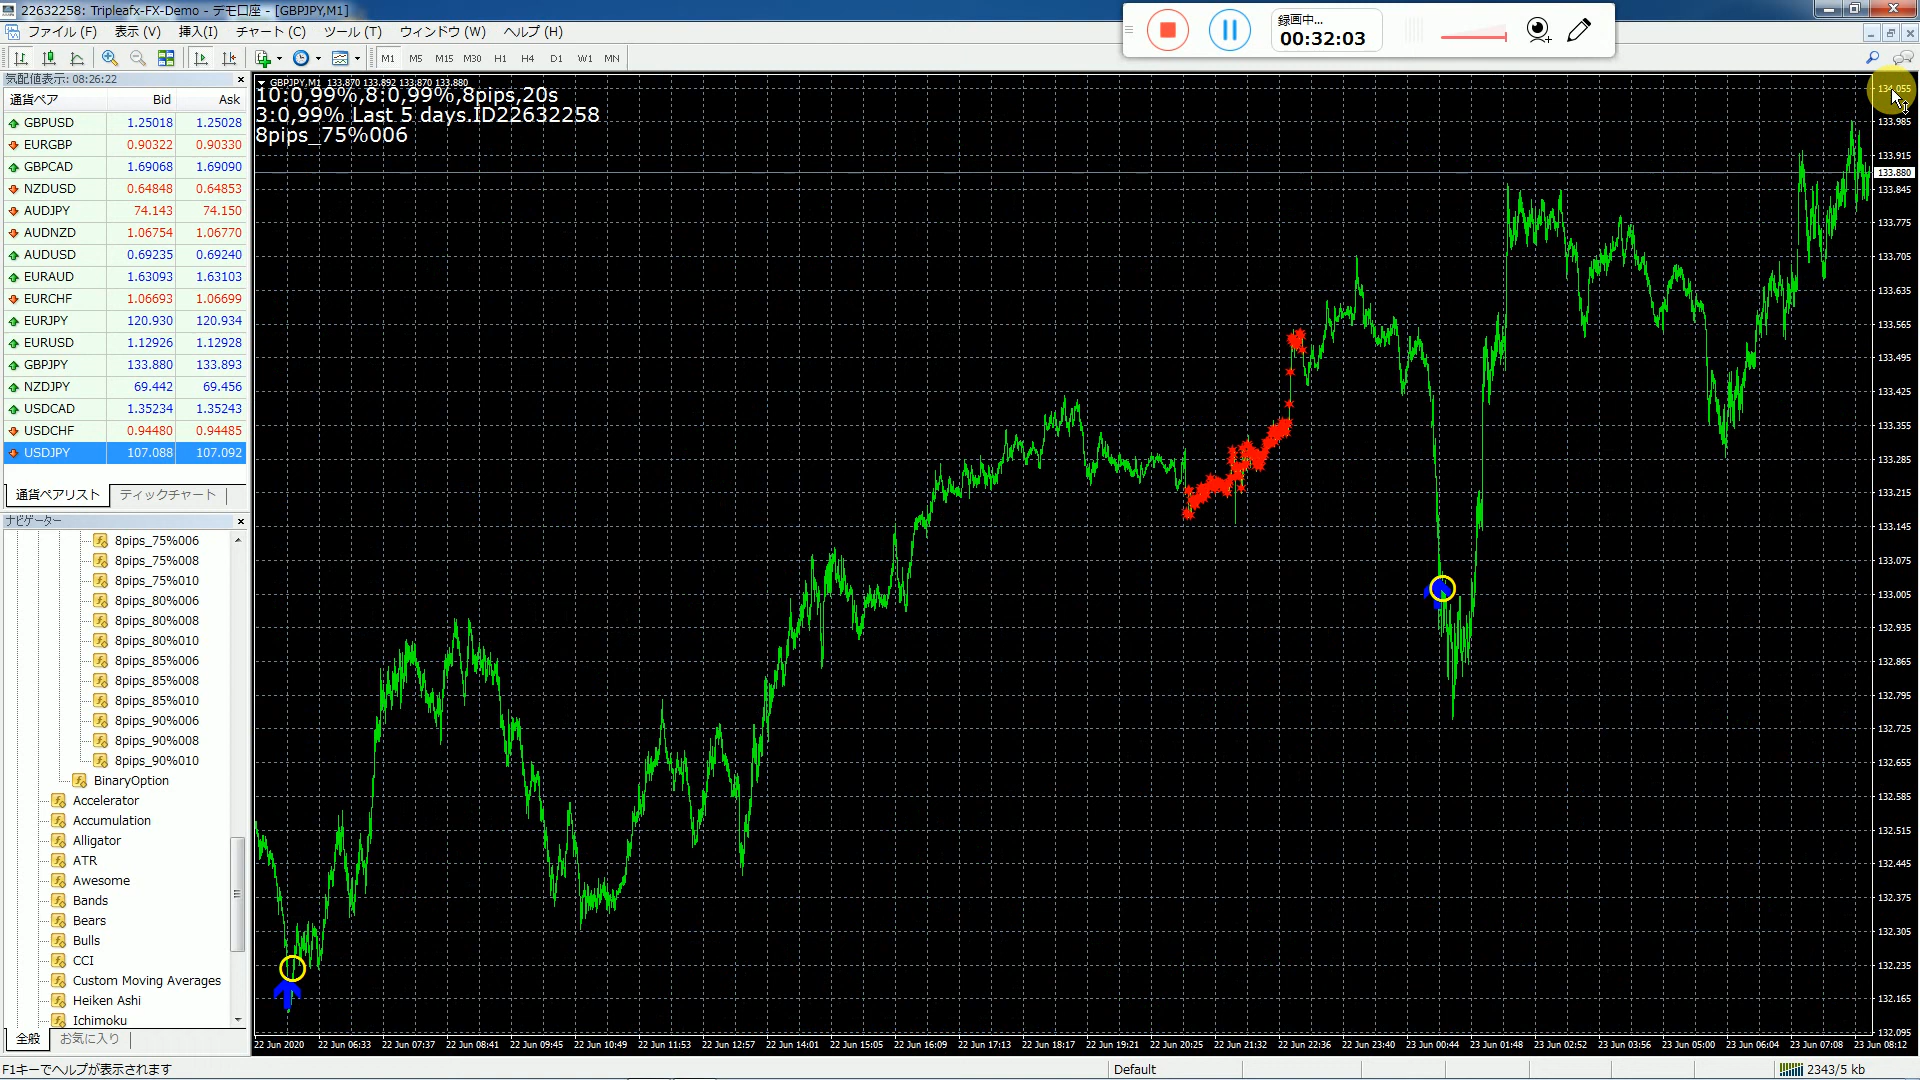 22632258: Tripleafx-FX-Demo - デモ口座 - [GBPJPY,M1]
ファイル (F) 表示 (V) 挿入(I) チャート (C) ツール (T) ウィンドウ (W) ヘルプ (H)
録画中...
00:32:03
M1 M5 M15 M30 H1 H4 D1 W1 MN
気配値表示: 08:26:22
通貨ペア Bid Ask
GBPUSD 1.25018 1.25028
EURGBP 0.90322 0.90330
GBPCAD 1.69068 1.69090
NZDUSD 0.64848 0.64853
AUDJPY 74.143 74.150
AUDNZD 1.06754 1.06770
AUDUSD 0.69235 0.69240
EURAUD 1.63093 1.63103
EURCHF 1.06693 1.06699
EURJPY 120.930 120.934
EURUSD 1.12926 1.12928
GBPJPY 133.880 133.893
NZDJPY 69.442 69.456
USDCAD 1.35234 1.35243
USDCHF 0.94480 0.94485
USDJPY 107.088 107.092
通貨ペアリスト ティックチャート
ナビゲーター
8pips_75%006
8pips_75%008
8pips_75%010
8pips_80%006
8pips_80%008
8pips_80%010
8pips_85%006
8pips_85%008
8pips_85%010
8pips_90%006
8pips_90%008
8pips_90%010
BinaryOption
Accelerator
Accumulation
Alligator
ATR
Awesome
Bands
Bears
Bulls
CCI
Custom Moving Averages
Heiken Ashi
Ichimoku
全般 お気に入り
GBPJPY,M1 133.870 133.892 133.870 133.880
10:0,99%,8:0,99%,8pips,20s
3:0,99% Last 5 days.ID22632258
8pips_75%006
134.055
133.985
133.915
133.880
133.845
133.775
133.705
133.635
133.565
133.495
133.425
133.355
133.285
133.215
133.145
133.075
133.005
132.935
132.865
132.795
132.725
132.655
132.585
132.515
132.445
132.375
132.305
132.235
132.165
132.095
22 Jun 2020 22 Jun 06:33 22 Jun 07:37 22 Jun 08:41 22 Jun 09:45 22 Jun 10:49 22 Jun 11:53 22 Jun 12:57 22 Jun 14:01 22 Jun 15:05 22 Jun 16:09 22 Jun 17:13 22 Jun 18:17 22 Jun 19:21 22 Jun 20:25 22 Jun 21:32 22 Jun 22:36 22 Jun 23:40 23 Jun 00:44 23 Jun 01:48 23 Jun 02:52 23 Jun 03:56 23 Jun 05:00 23 Jun 06:04 23 Jun 07:08 23 Jun 08:12
F1キーでヘルプが表示されます Default 2343/5 kb